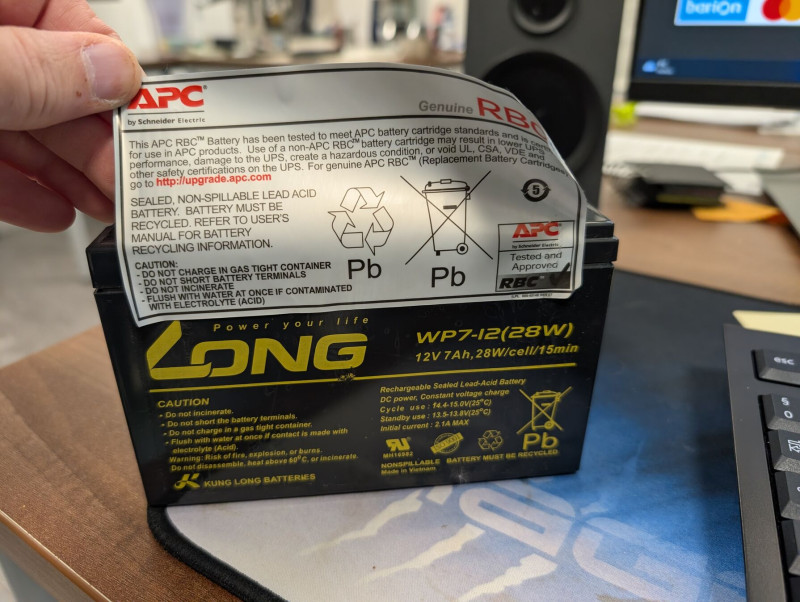 APC
by Schneider Electric
Genuine RBC
This APC RBC™ Battery has been tested to meet APC battery cartridge standards and is
for use in APC products. Use of a non-APC RBC™ battery may result in lower UPS
performance, damage to the UPS, create a hazardous condition, or void UL, CSA, VDE and
other safety certifications on the UPS. For genuine APC RBC™ (Replacement Battery Cartridges)
go to http://upgrade.apc.com
SEALED, NON-SPILLABLE LEAD ACID
BATTERY. BATTERY MUST BE
RECYCLED. REFER TO USER'S
MANUAL FOR BATTERY
RECYCLING INFORMATION.
CAUTION:
- DO NOT CHARGE IN GAS TIGHT CONTAINER
- DO NOT SHORT BATTERY TERMINALS
- DO NOT INCINERATE
- FLUSH WITH WATER AT ONCE IF CONTAMINATED
WITH ELECTROLYTE (ACID)
Pb
Pb
5
APC
by Schneider Electric
Tested and
Approved
RBC™
Power your life
LONG
WP7-12(28W)
12V 7Ah,28W/cell/15min
CAUTION
• Do not incinerate.
• Do not short the battery terminals.
• Do not charge in a gas tight container.
• Flush with water at once if contact is made with
electrolyte (Acid).
Warning: Risk of fire, explosion, or burns.
Do not disassemble, heat above 60°C, or incinerate.
KUNG LONG BATTERIES
Rechargeable Sealed Lead-Acid Battery
DC power, Constant voltage charge
Cycle use : 14.4-15.0V(25°C)
Standby use : 13.5-13.8V(25°C)
Initial current : 2.1A MAX
MH16982
Pb
NONSPILLABLE BATTERY MUST BE RECYCLED
Made in Vietnam
barion
esc